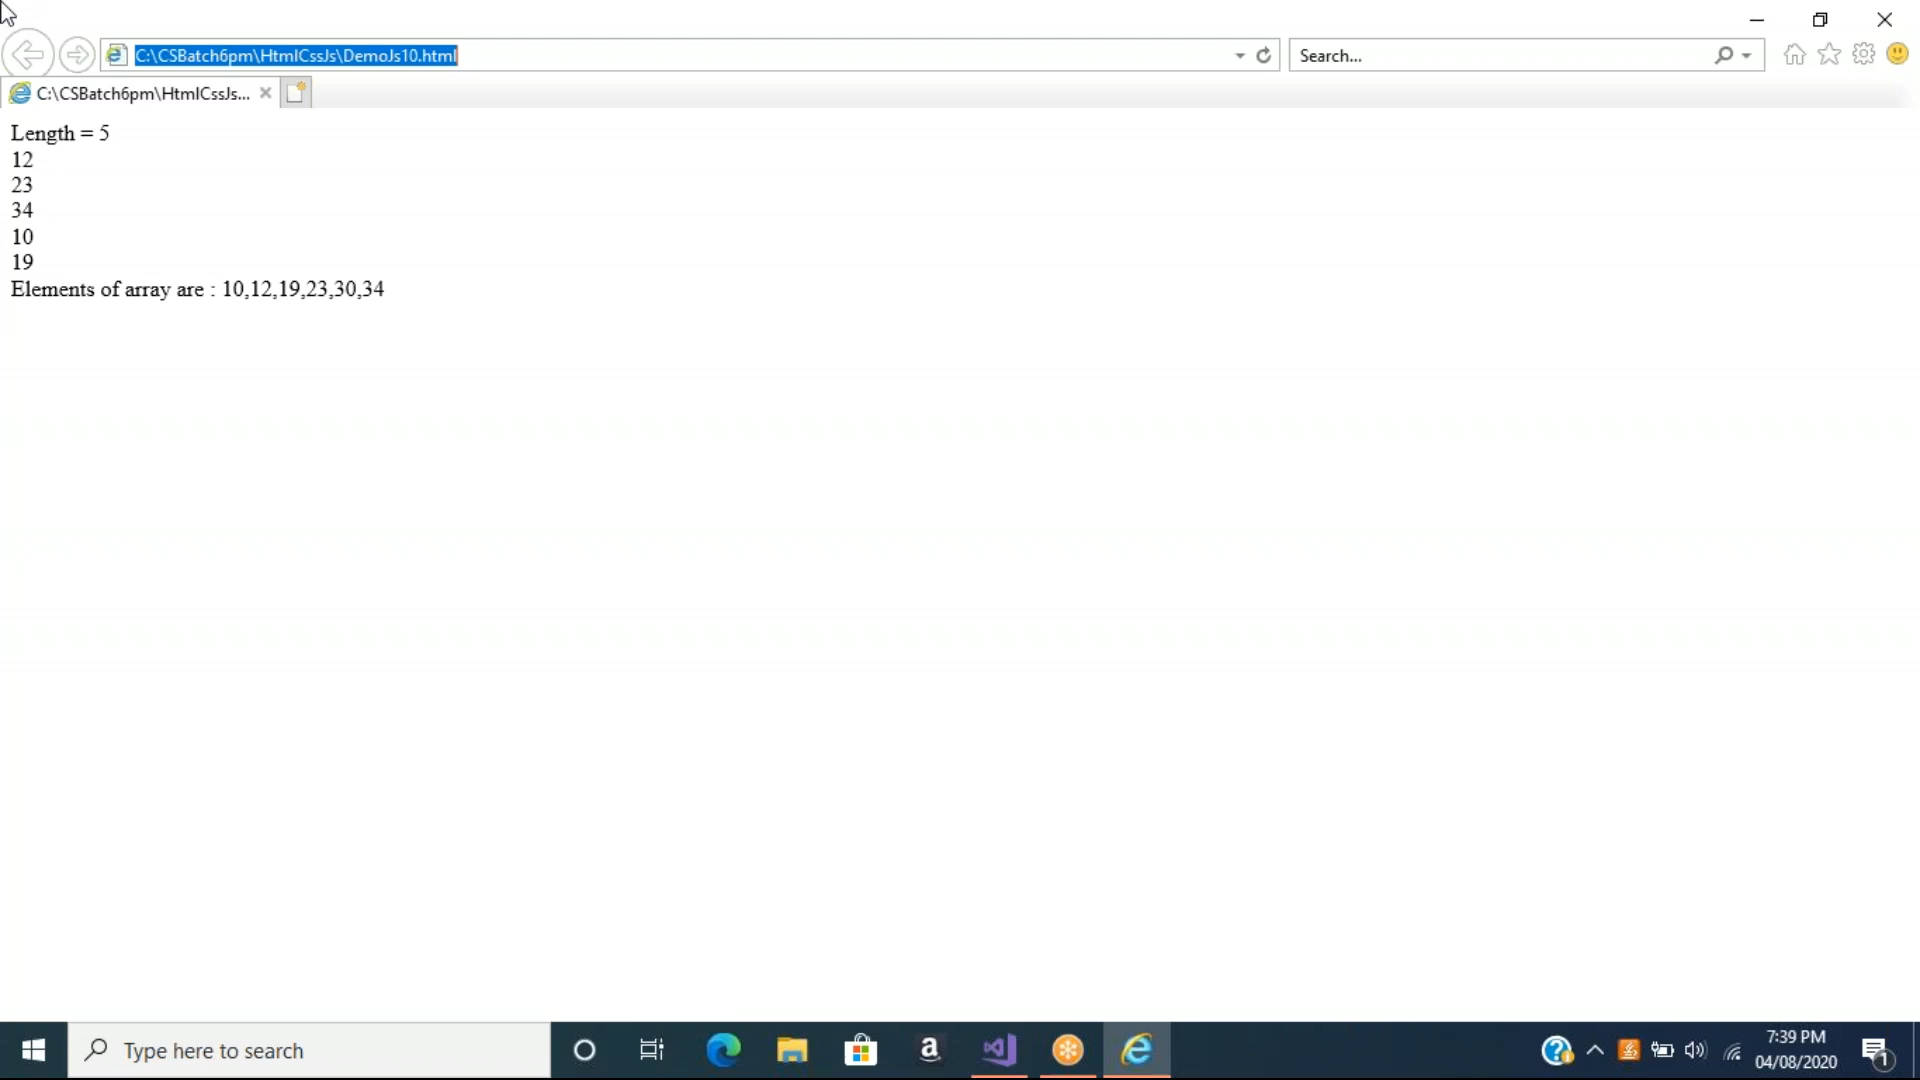 C:\CSBatch6pm\HtmlCssJs\DemoJs10.html
Search...
C:\CSBatch6pm\HtmlCssJs...
Length = 5
12
23
34
10
19
Elements of array are : 10,12,19,23,30,34
Type here to search
7:39 PM
04/08/2020
1